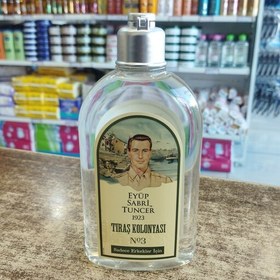 EYÜP
SABRİ
TUNCER
1923
TIRAŞ KOLONYASI
No3
Sadece Erkekler İçin